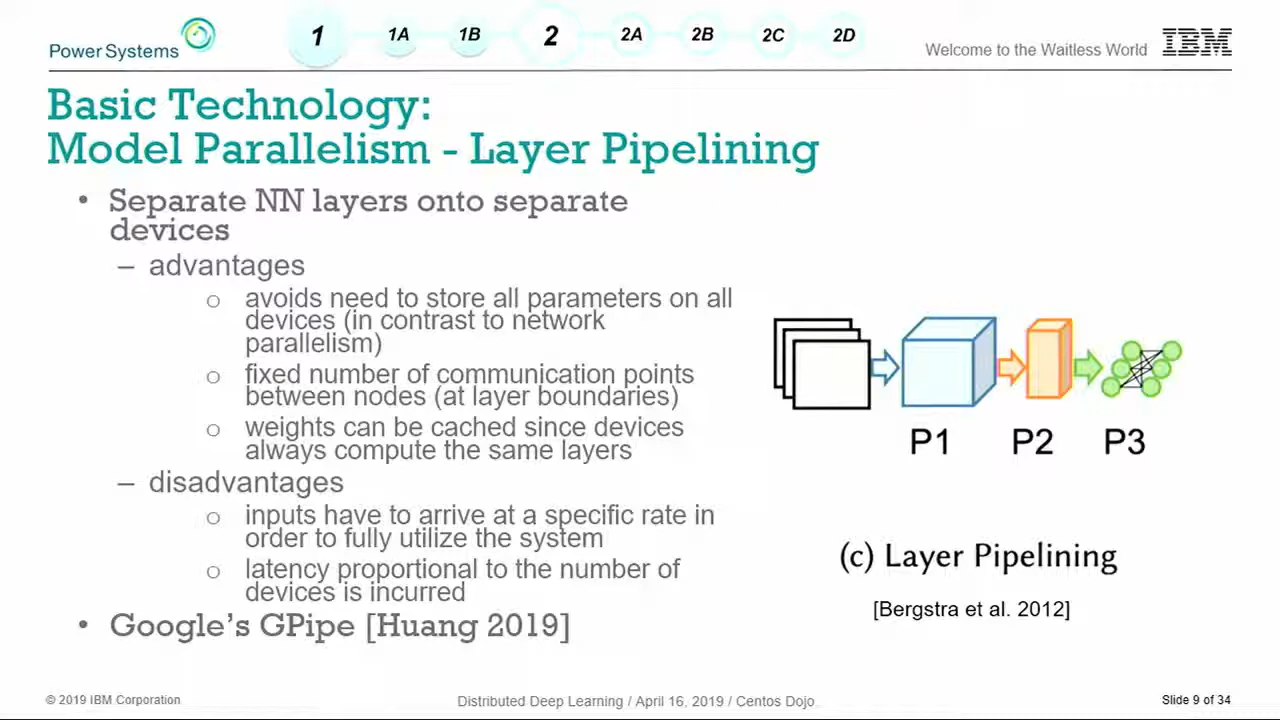 Power Systems
1 1A 1B 2 2A 2B 2C 2D
Welcome to the Waitless World IBM
Basic Technology:
Model Parallelism - Layer Pipelining
• Separate NN layers onto separate
devices
– advantages
o avoids need to store all parameters on all
devices (in contrast to network
parallelism)
o fixed number of communication points
between nodes (at layer boundaries)
o weights can be cached since devices
always compute the same layers
– disadvantages
o inputs have to arrive at a specific rate in
order to fully utilize the system
o latency proportional to the number of
devices is incurred
• Google's GPipe [Huang 2019]
P1 P2 P3
(c) Layer Pipelining
[Bergstra et al. 2012]
© 2019 IBM Corporation
Distributed Deep Learning / April 16, 2019 / Centos Dojo
Slide 9 of 34